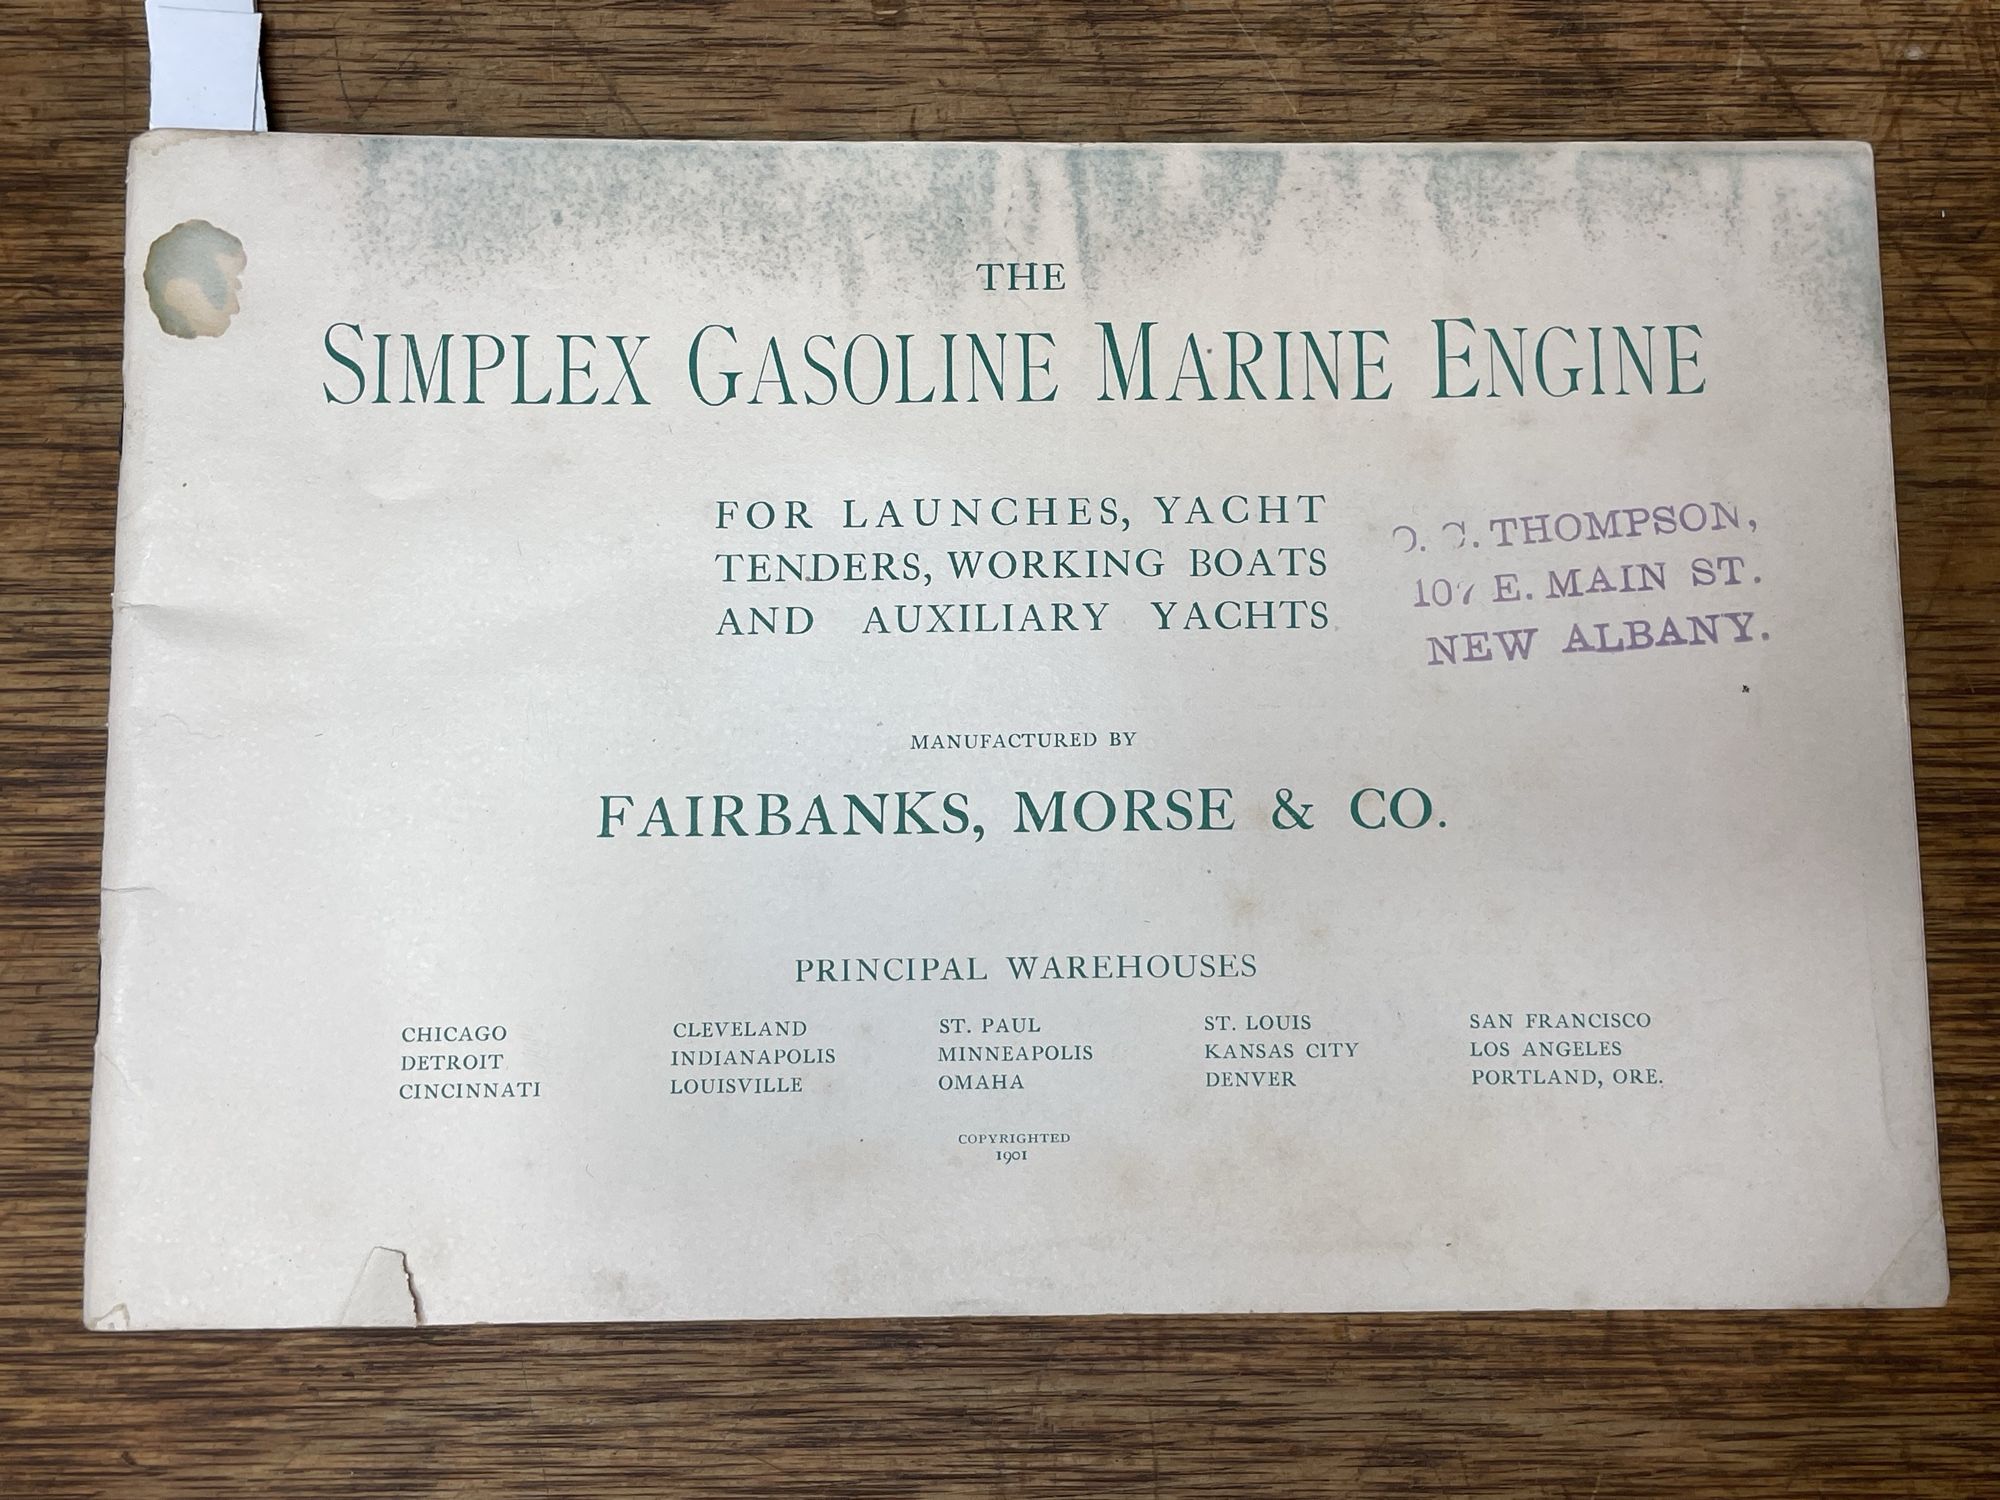 THE
SIMPLEX GASOLINE MARINE ENGINE
FOR LAUNCHES, YACHT
TENDERS, WORKING BOATS
AND AUXILIARY YACHTS
THOMPSON,
107 E. MAIN ST.
NEW ALBANY.
MANUFACTURED BY
FAIRBANKS, MORSE & CO.
PRINCIPAL WAREHOUSES
CHICAGO
DETROIT
CINCINNATI
CLEVELAND
INDIANAPOLIS
LOUISVILLE
ST. PAUL
MINNEAPOLIS
OMAHA
ST. LOUIS
KANSAS CITY
DENVER
SAN FRANCISCO
LOS ANGELES
PORTLAND, ORE.
COPYRIGHTED
1901